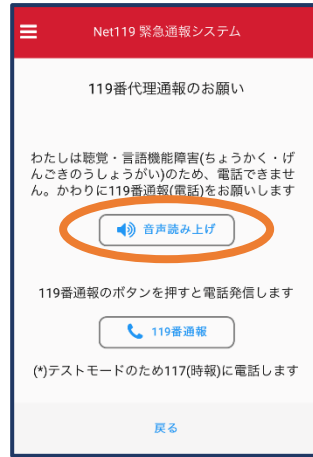 Net119 緊急通報システム
119番代理通報のお願い
わたしは聴覚・言語機能障害(ちょうかく・げ
んごきのうしょうがい)のため、電話できませ
ん。かわりに119番通報(電話)をお願いします
音声読み上げ
119番通報のボタンを押すと電話発信します
119番通報
(*)テストモードのため117(時報)に電話します
戻る